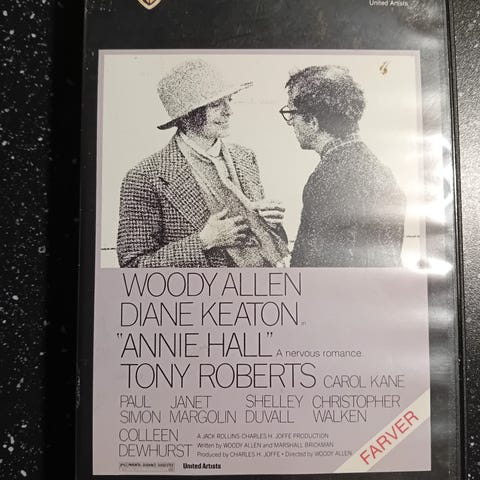 United Artists
WOODY ALLEN
DIANE KEATON in
"ANNIE HALL" A nervous romance.
TONY ROBERTS CAROL KANE
PAUL JANET SHELLEY CHRISTOPHER
SIMON MARGOLIN DUVALL WALKEN
COLLEEN
DEWHURST
A JACK ROLLINS-CHARLES H. JOFFE PRODUCTION
Written by WOODY ALLEN and MARSHALL BRICKMAN
Produced by CHARLES H. JOFFE • Directed by WOODY ALLEN
United Artists
FARVER